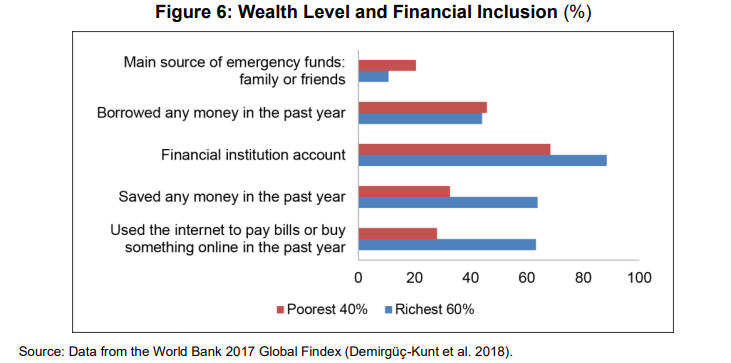 Figure 6: Wealth Level and Financial Inclusion (%)
Main source of emergency funds:
family or friends
Borrowed any money in the past year
Financial institution account
Saved any money in the past year
Used the internet to pay bills or buy
something online in the past year
0 20 40 60 80 100
Poorest 40% Richest 60%
Source: Data from the World Bank 2017 Global Findex (Demirgüç-Kunt et al. 2018).